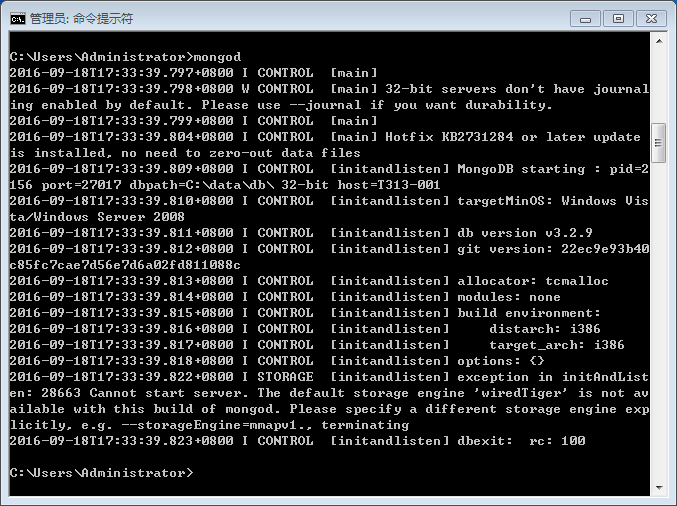 管理员: 命令提示符
C:\Users\Administrator>mongod
2016-09-18T17:33:39.797+0800 I CONTROL  [main]
2016-09-18T17:33:39.798+0800 W CONTROL  [main] 32-bit servers don't have journal
ing enabled by default. Please use --journal if you want durability.
2016-09-18T17:33:39.799+0800 I CONTROL  [main]
2016-09-18T17:33:39.804+0800 I CONTROL  [main] Hotfix KB2731284 or later update
is installed, no need to zero-out data files
2016-09-18T17:33:39.809+0800 I CONTROL  [initandlisten] MongoDB starting : pid=2
156 port=27017 dbpath=C:\data\db\ 32-bit host=T313-001
2016-09-18T17:33:39.810+0800 I CONTROL  [initandlisten] targetMinOS: Windows Vis
ta/Windows Server 2008
2016-09-18T17:33:39.811+0800 I CONTROL  [initandlisten] db version v3.2.9
2016-09-18T17:33:39.812+0800 I CONTROL  [initandlisten] git version: 22ec9e93b40
c85fc7cae7d56e7d6a02fd811088c
2016-09-18T17:33:39.813+0800 I CONTROL  [initandlisten] allocator: tcmalloc
2016-09-18T17:33:39.814+0800 I CONTROL  [initandlisten] modules: none
2016-09-18T17:33:39.815+0800 I CONTROL  [initandlisten] build environment:
2016-09-18T17:33:39.816+0800 I CONTROL  [initandlisten]     distarch: i386
2016-09-18T17:33:39.817+0800 I CONTROL  [initandlisten]     target_arch: i386
2016-09-18T17:33:39.818+0800 I CONTROL  [initandlisten] options: {}
2016-09-18T17:33:39.822+0800 I STORAGE  [initandlisten] exception in initAndList
en: 28663 Cannot start server. The default storage engine 'wiredTiger' is not av
ailable with this build of mongod. Please specify a different storage engine exp
licitly, e.g. --storageEngine=mmapv1., terminating
2016-09-18T17:33:39.823+0800 I CONTROL  [initandlisten] dbexit:  rc: 100
C:\Users\Administrator>